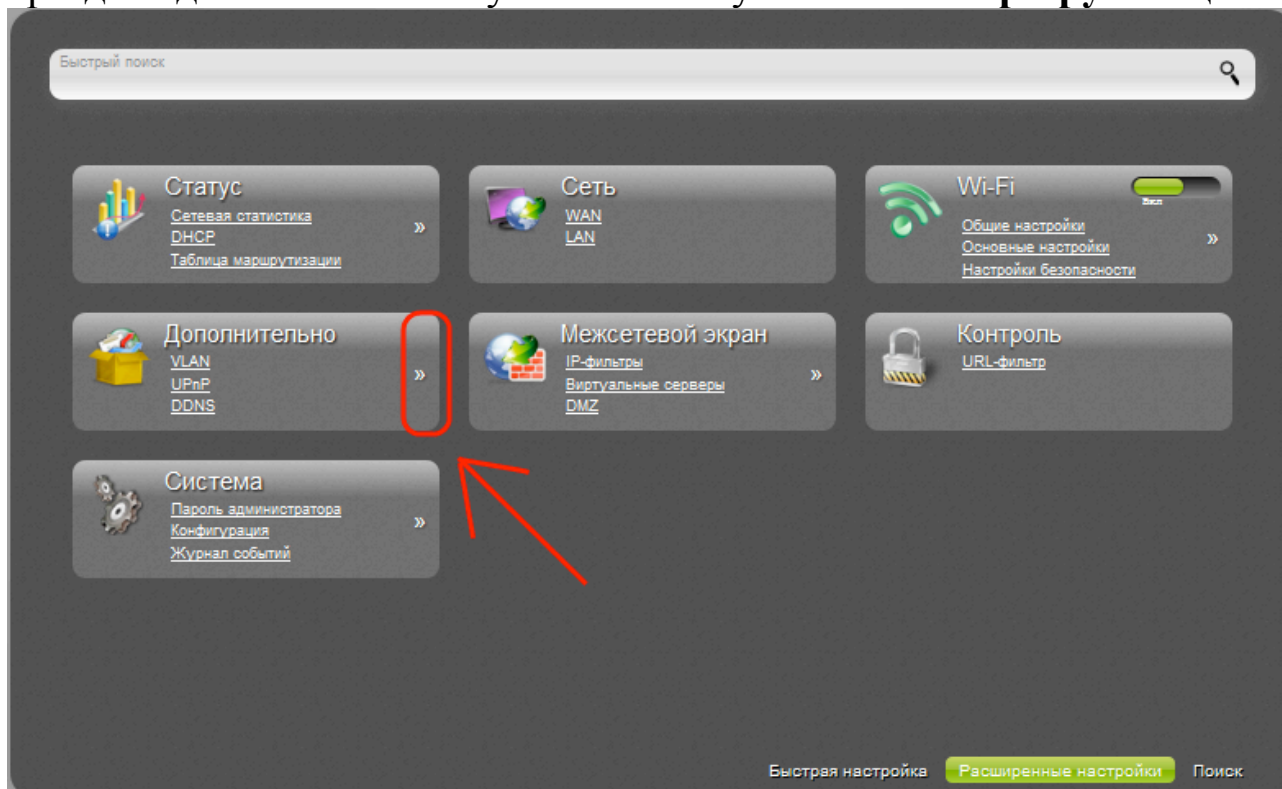 Быстрый поиск
Статус
Сетевая статистика
DHCP
Таблица маршрутизации
»
Сеть
WAN
LAN
Wi-Fi
Вкл
Общие настройки
Основные настройки
Настройки безопасности
»
Дополнительно
VLAN
UPnP
DDNS
»
Межсетевой экран
IP-фильтры
Виртуальные серверы
DMZ
»
Контроль
URL-фильтр
Система
Пароль администратора
Конфигурация
Журнал событий
»
Быстрая настройка Расширенные настройки Поиск